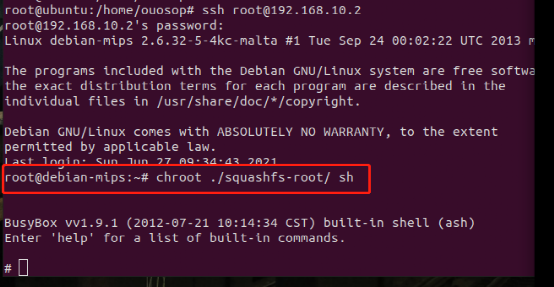 root@ubuntu:/home/ouosop# ssh root@192.168.10.2
root@192.168.10.2's password:
Linux debian-mips 2.6.32-5-4kc-malta #1 Tue Sep 24 00:02:22 UTC 2013 m
The programs included with the Debian GNU/Linux system are free softwa
the exact distribution terms for each program are described in the
individual files in /usr/share/doc/*/copyright.
Debian GNU/Linux comes with ABSOLUTELY NO WARRANTY, to the extent
permitted by applicable law.
Last login: Sun Jun 27 09:34:43 2021
root@debian-mips:~# chroot ./squashfs-root/ sh
BusyBox vv1.9.1 (2012-07-21 10:14:34 CST) built-in shell (ash)
Enter 'help' for a list of built-in commands.
#